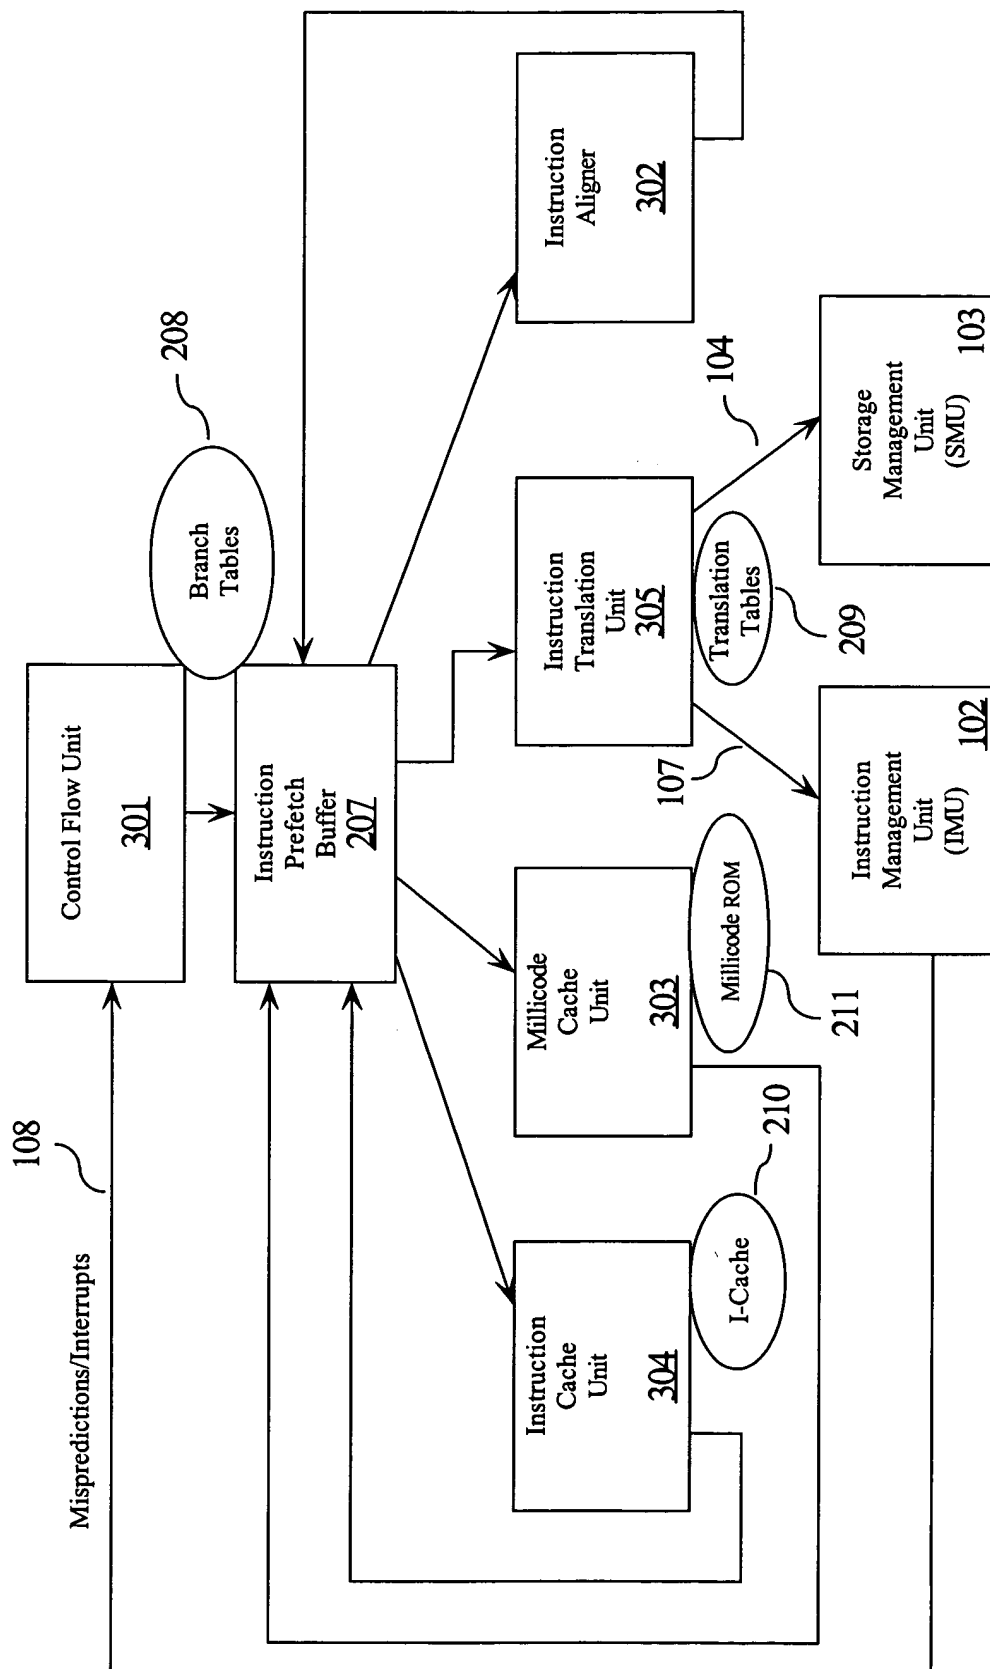 Mispredictions/Interrupts
108
Control Flow Unit
301
Branch
Tables
208
Instruction
Prefetch
Buffer
207
Instruction
Cache
Unit
304
I-Cache
210
Millicode
Cache
Unit
303
Millicode ROM
211
Instruction
Translation
Unit
305
Translation
Tables
209
Instruction
Aligner
302
107
104
Instruction
Management
Unit
(IMU)
102
Storage
Management
Unit
(SMU)
103